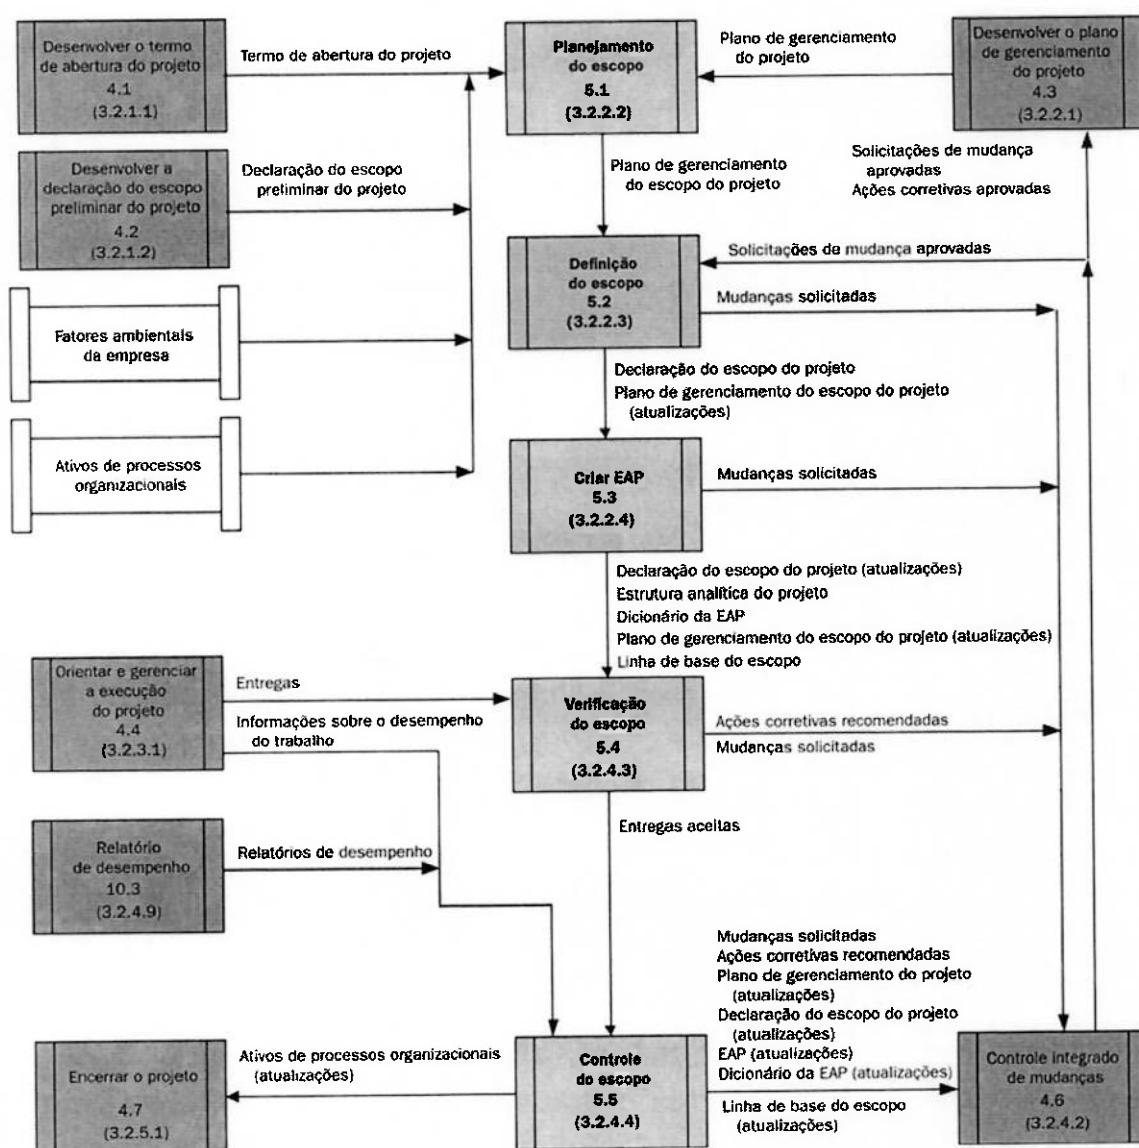 Desenvolver o termo
de abertura do projeto
4.1
(3.2.1.1)
Termo de abertura do projeto
Planejamento
do escopo
5.1
(3.2.2.2)
Plano de gerenciamento
do projeto
Desenvolver o plano
de gerenciamento
do projeto
4.3
(3.2.2.1)
Desenvolver a
declaração do escopo
preliminar do projeto
4.2
(3.2.1.2)
Declaração do escopo
preliminar do projeto
Plano de gerenciamento
do escopo do projeto
Solicitações de mudança
aprovadas
Ações corretivas aprovadas
Fatores ambientais
da empresa
Definição
do escopo
5.2
(3.2.2.3)
Solicitações de mudança aprovadas
Mudanças solicitadas
Declaração do escopo do projeto
Plano de gerenciamento do escopo do projeto
(atualizações)
Ativos de processos
organizacionais
Criar EAP
5.3
(3.2.2.4)
Mudanças solicitadas
Declaração do escopo do projeto (atualizações)
Estrutura analítica do projeto
Dicionário da EAP
Plano de gerenciamento do escopo do projeto (atualizações)
Linha de base do escopo
Orientar e gerenciar
a execução
do projeto
4.4
(3.2.3.1)
Entregas
Informações sobre o desempenho
do trabalho
Verificação
do escopo
5.4
(3.2.4.3)
Ações corretivas recomendadas
Mudanças solicitadas
Entregas aceitas
Relatório
de desempenho
10.3
(3.2.4.9)
Relatórios de desempenho
Mudanças solicitadas
Ações corretivas recomendadas
Plano de gerenciamento do projeto
(atualizações)
Declaração do escopo do projeto
(atualizações)
EAP (atualizações)
Dicionário da EAP (atualizações)
Linha de base do escopo
(atualizações)
Encerrar o projeto
4.7
(3.2.5.1)
Ativos de processos organizacionais
(atualizações)
Controle
do escopo
5.5
(3.2.4.4)
Controle integrado
de mudanças
4.6
(3.2.4.2)